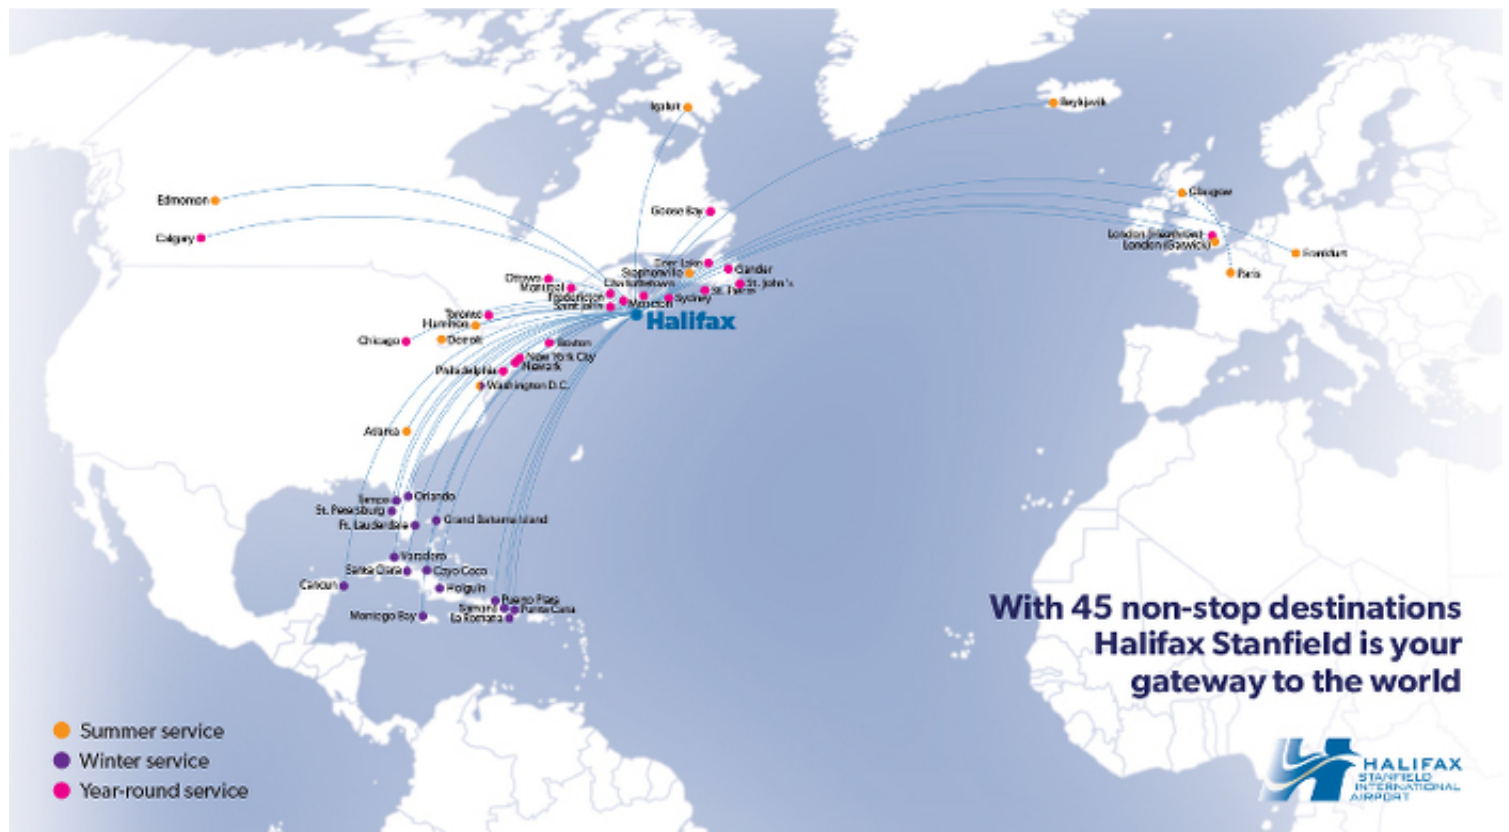 Iqaluit
Reykjavik
Edmonton
Glasgow
Goose Bay
Calgary
London (Heathrow)
London (Gatwick)
Frankfurt
Deer Lake
Gander
Stephenville
Paris
Ottawa
Charlottetown
St. John's
Montreal
Fredericton
Sydney
Saint John
Moncton
Toronto
Halifax
Hamilton
Chicago
Detroit
Boston
New York City
Newark
Philadelphia
Washington D.C.
Atlanta
Tampa
Orlando
St. Petersburg
Ft. Lauderdale
Grand Bahama Island
Varadero
Santa Clara
Cayo Coco
Cancun
Holguin
Puerto Plata
Samana
Punta Cana
Montego Bay
La Romana
With 45 non-stop destinations
Halifax Stanfield is your
gateway to the world
Summer service
Winter service
Year-round service
HALIFAX
STANFIELD
INTERNATIONAL
AIRPORT